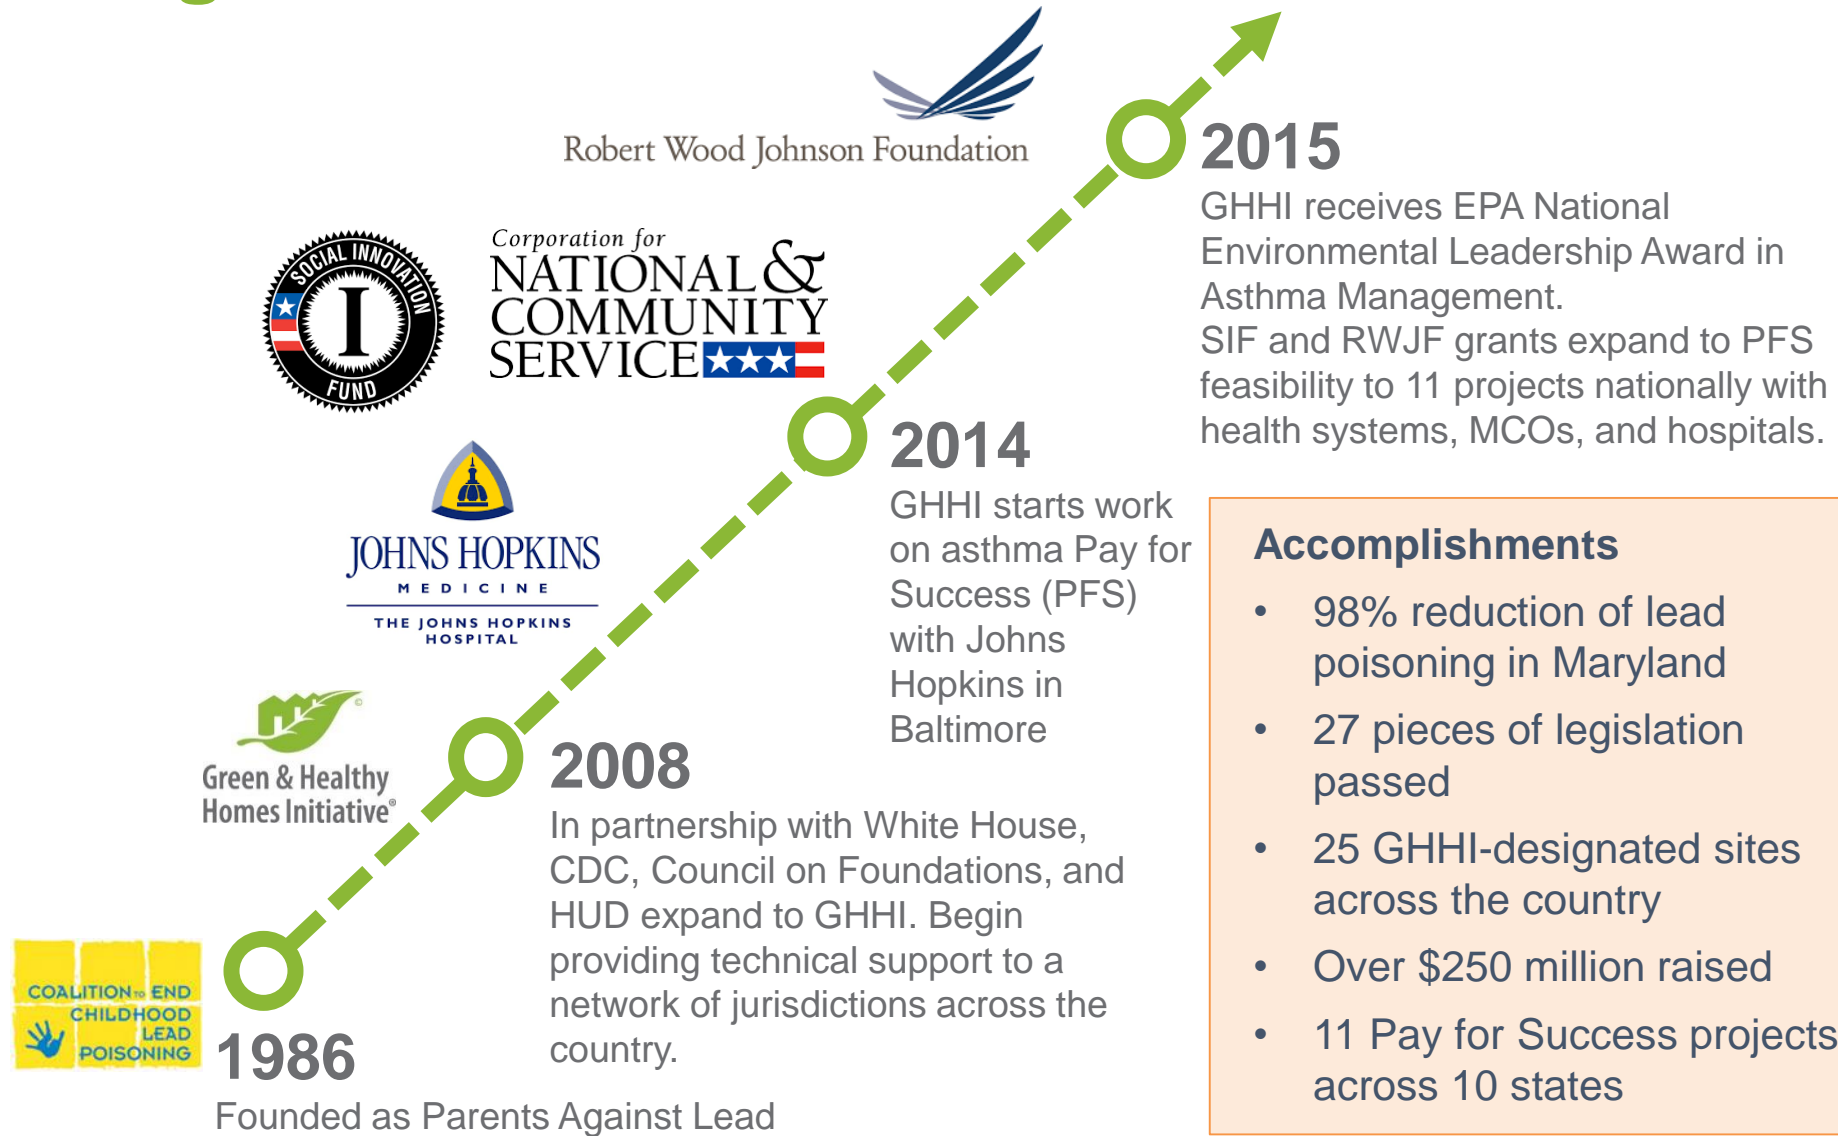 Robert Wood Johnson Foundation
2015
GHHI receives EPA National
Environmental Leadership Award in
Asthma Management.
SIF and RWJF grants expand to PFS
feasibility to 11 projects nationally with
health systems, MCOs, and hospitals.
SOCIAL INNOVATION
I
FUND
Corporation for
NATIONAL &
COMMUNITY
SERVICE
2014
GHHI starts work
on asthma Pay for
Success (PFS)
with Johns
Hopkins in
Baltimore
JOHNS HOPKINS
MEDICINE
THE JOHNS HOPKINS
HOSPITAL
©
Green & Healthy
Homes Initiative®
2008
In partnership with White House,
CDC, Council on Foundations, and
HUD expand to GHHI. Begin
providing technical support to a
network of jurisdictions across the
country.
COALITION TO END
CHILDHOOD
LEAD
POISONING
1986
Founded as Parents Against Lead
Accomplishments
• 98% reduction of lead
poisoning in Maryland
• 27 pieces of legislation
passed
• 25 GHHI-designated sites
across the country
• Over $250 million raised
• 11 Pay for Success projects
across 10 states